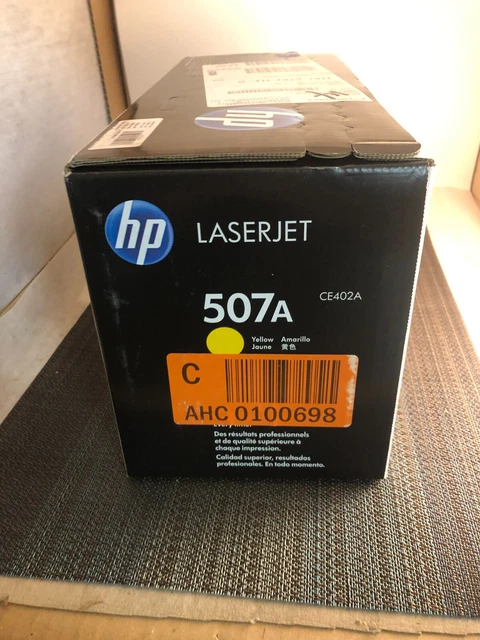 hp
hp
LASERJET
507A
CE402A
Yellow Amarillo
Jaune 黄色
C
AHC 0100698
Des résultats professionnels
et de qualité supérieure à
chaque impression.
Calidad superior, resultados
profesionales. En todo momento.